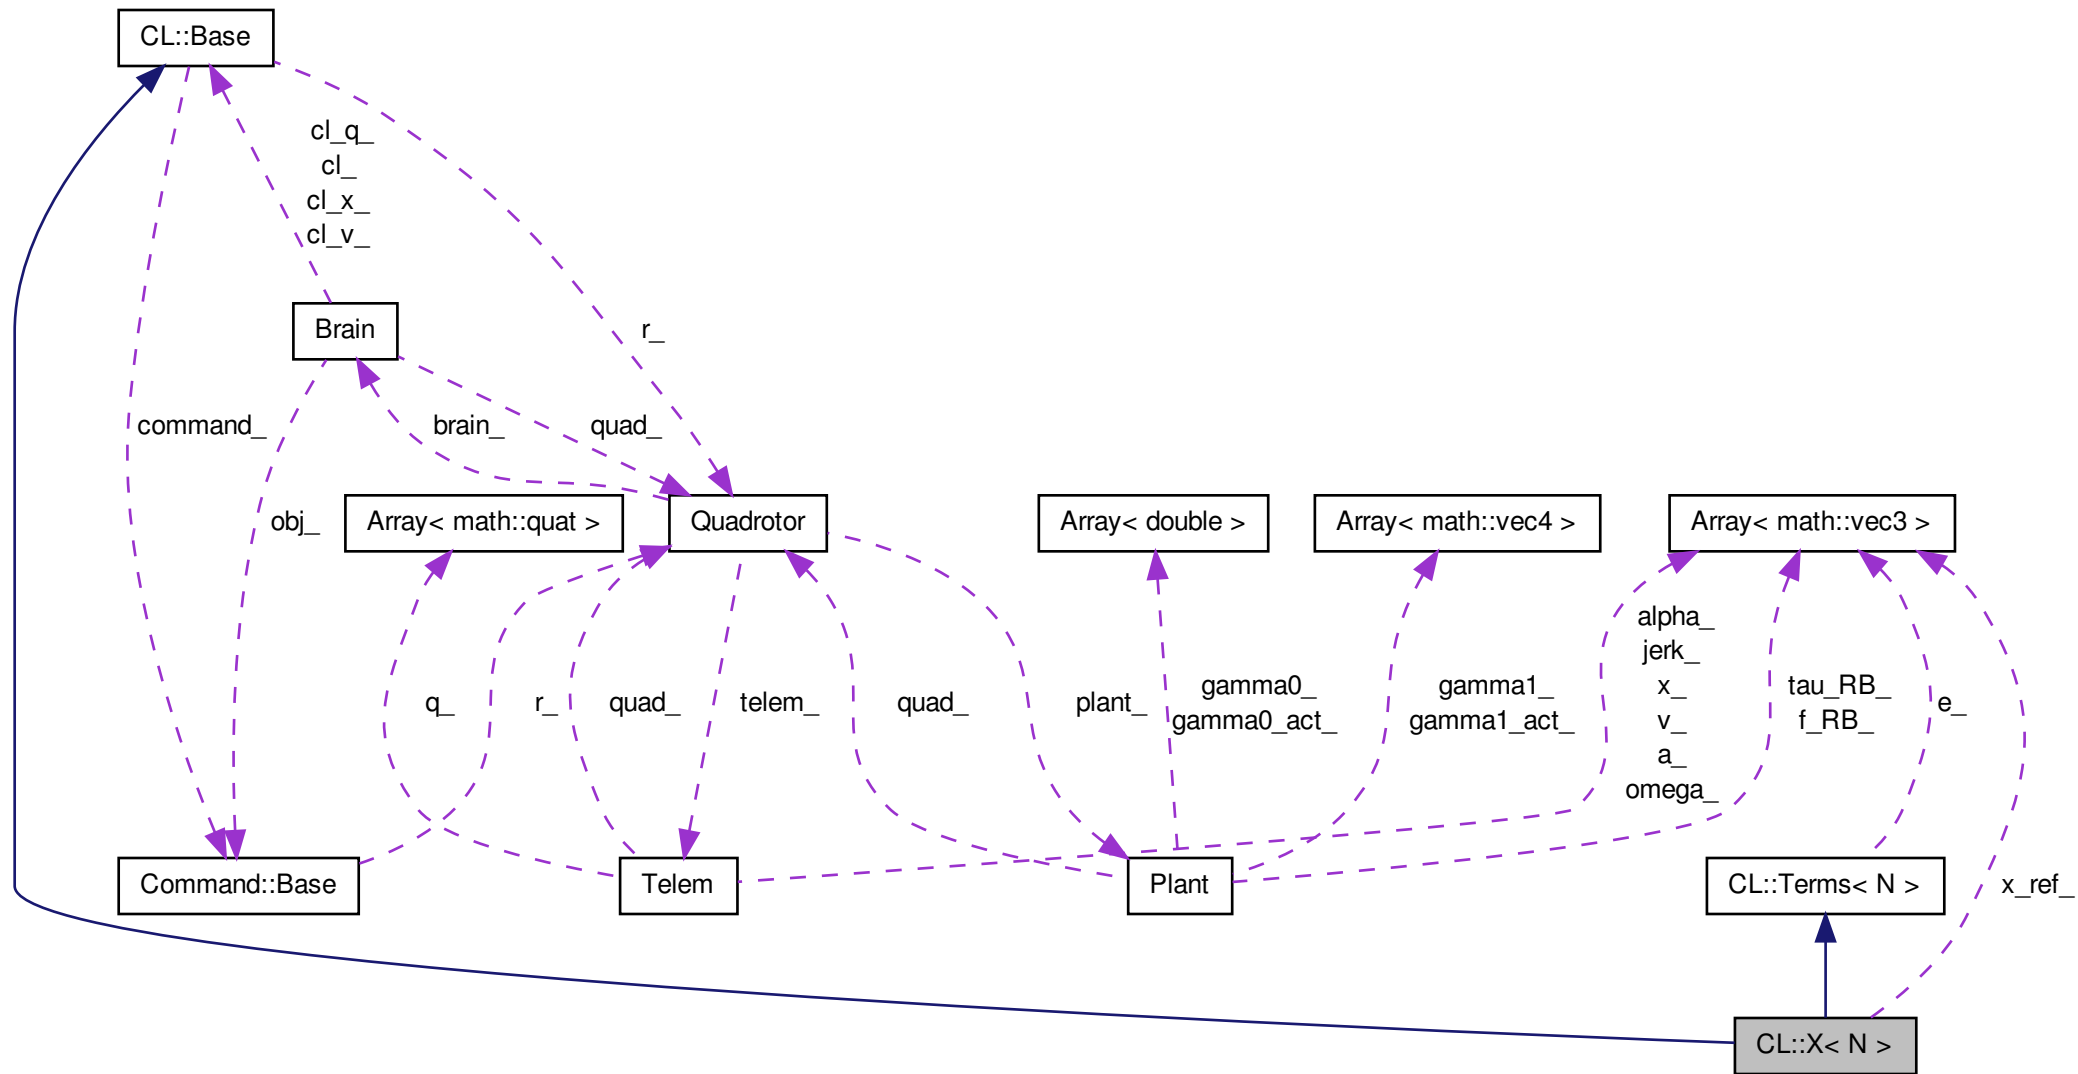 CL::Base
cl_q_
cl_
cl_x_
cl_v_
Brain
r_
command_
brain_
quad_
obj_
Array< math::quat >
Quadrotor
Array< double >
Array< math::vec4 >
Array< math::vec3 >
q_
r_
quad_
telem_
quad_
plant_
gamma0_
gamma0_act_
gamma1_
gamma1_act_
alpha_
jerk_
x_
v_
a_
omega_
tau_RB_
f_RB_
e_
Command::Base
Telem
Plant
CL::Terms< N >
x_ref_
CL::X< N >